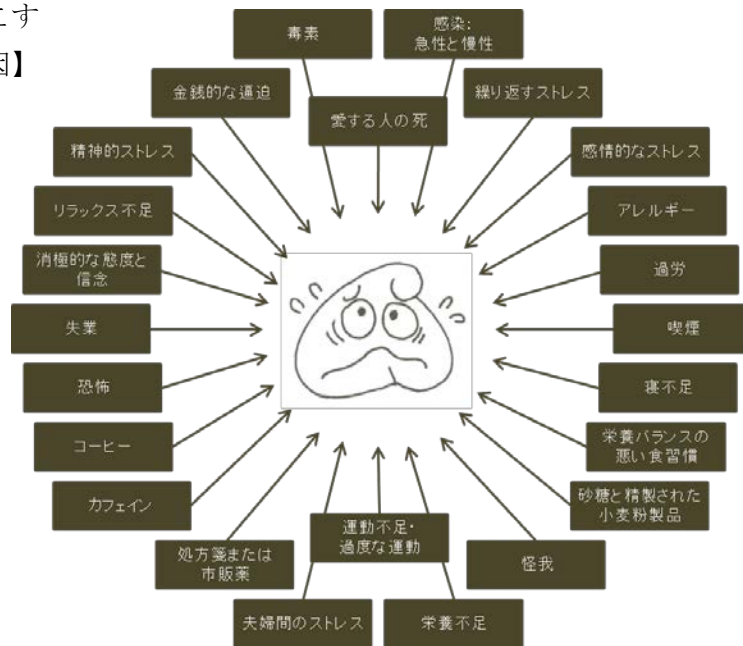 こす
因】
毒素
感染:
急性と慢性
金銭的な逼迫
愛する人の死
繰り返すストレス
精神的ストレス
感情的なストレス
リラックス不足
アレルギー
消極的な態度と
信念
過労
失業
喫煙
恐怖
寝不足
コーヒー
栄養バランスの
悪い食習慣
カフェイン
砂糖と精製された
小麦粉製品
処方箋または
市販薬
運動不足・
過度な運動
怪我
夫婦間のストレス
栄養不足